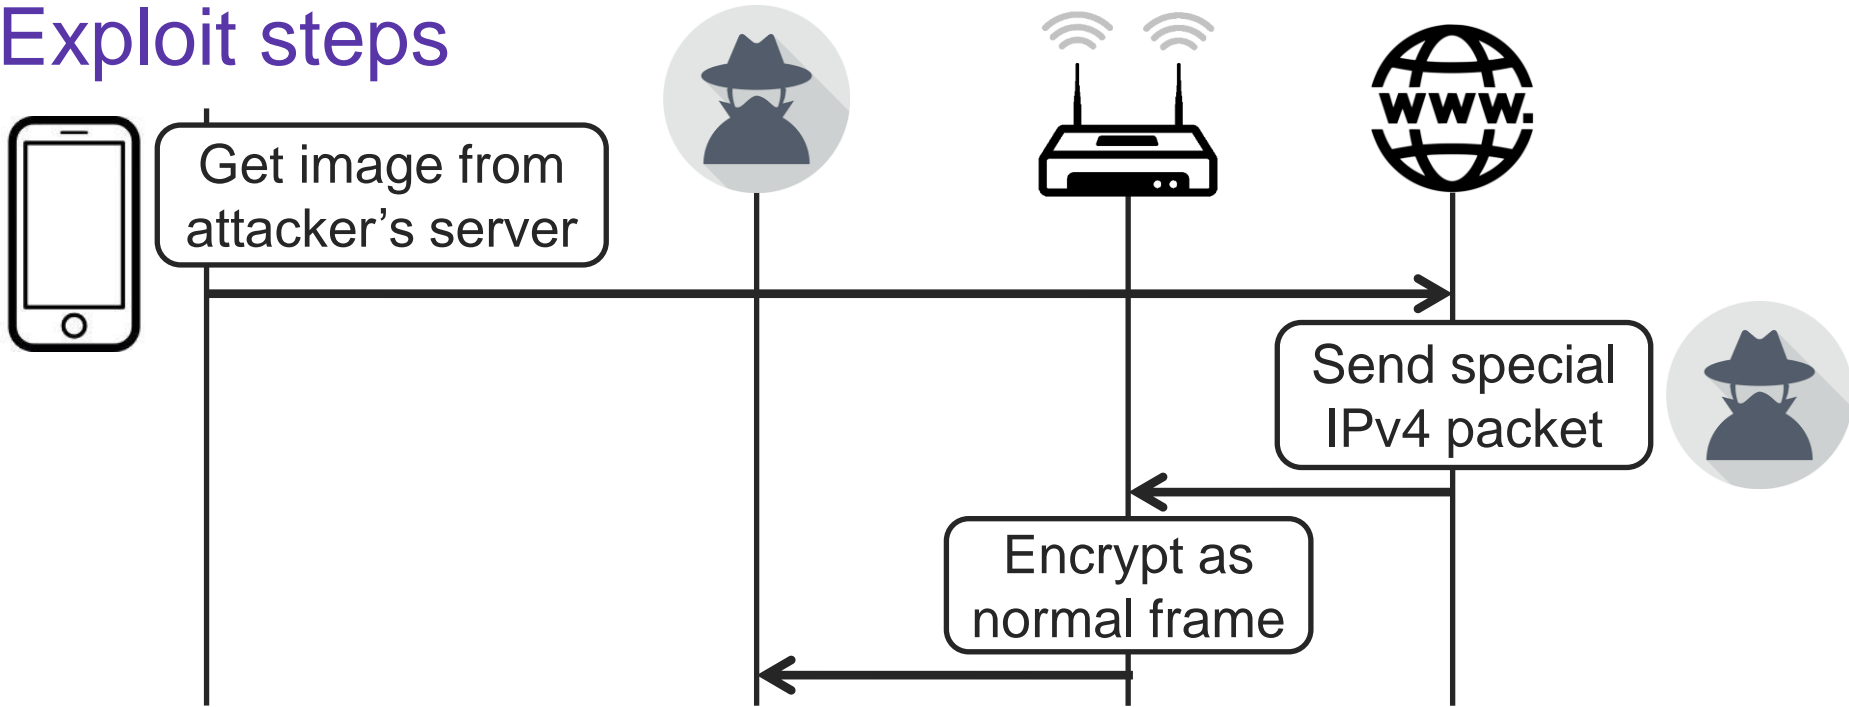 Exploit steps
Get image from
attacker’s server
www.
Send special
IPv4 packet
Encrypt as
normal frame